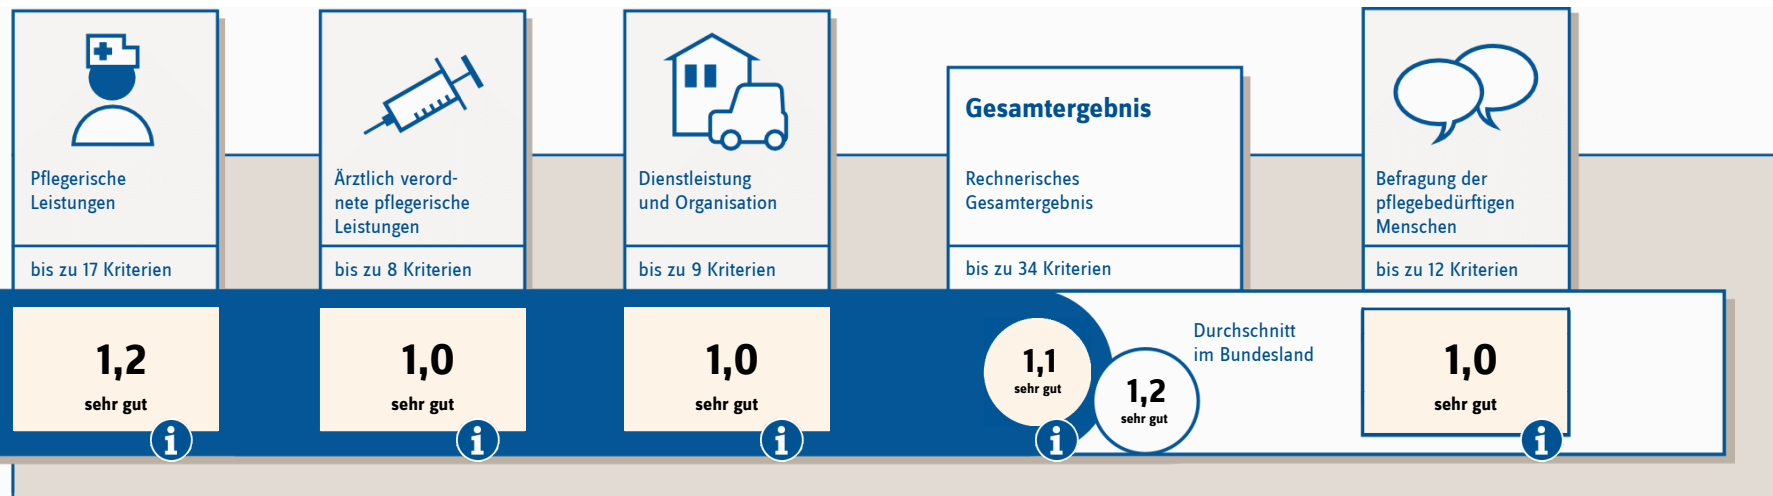 Pflegerische
Leistungen
bis zu 17 Kriterien
1,2
sehr gut
i
Ärztlich verord-
nete pflegerische
Leistungen
bis zu 8 Kriterien
1,0
sehr gut
i
Dienstleistung
und Organisation
bis zu 9 Kriterien
1,0
sehr gut
i
Gesamtergebnis
Rechnerisches
Gesamtergebnis
bis zu 34 Kriterien
1,1
sehr gut
i
1,2
sehr gut
Durchschnitt
im Bundesland
Befragung der
pflegebedürftigen
Menschen
bis zu 12 Kriterien
1,0
sehr gut
i